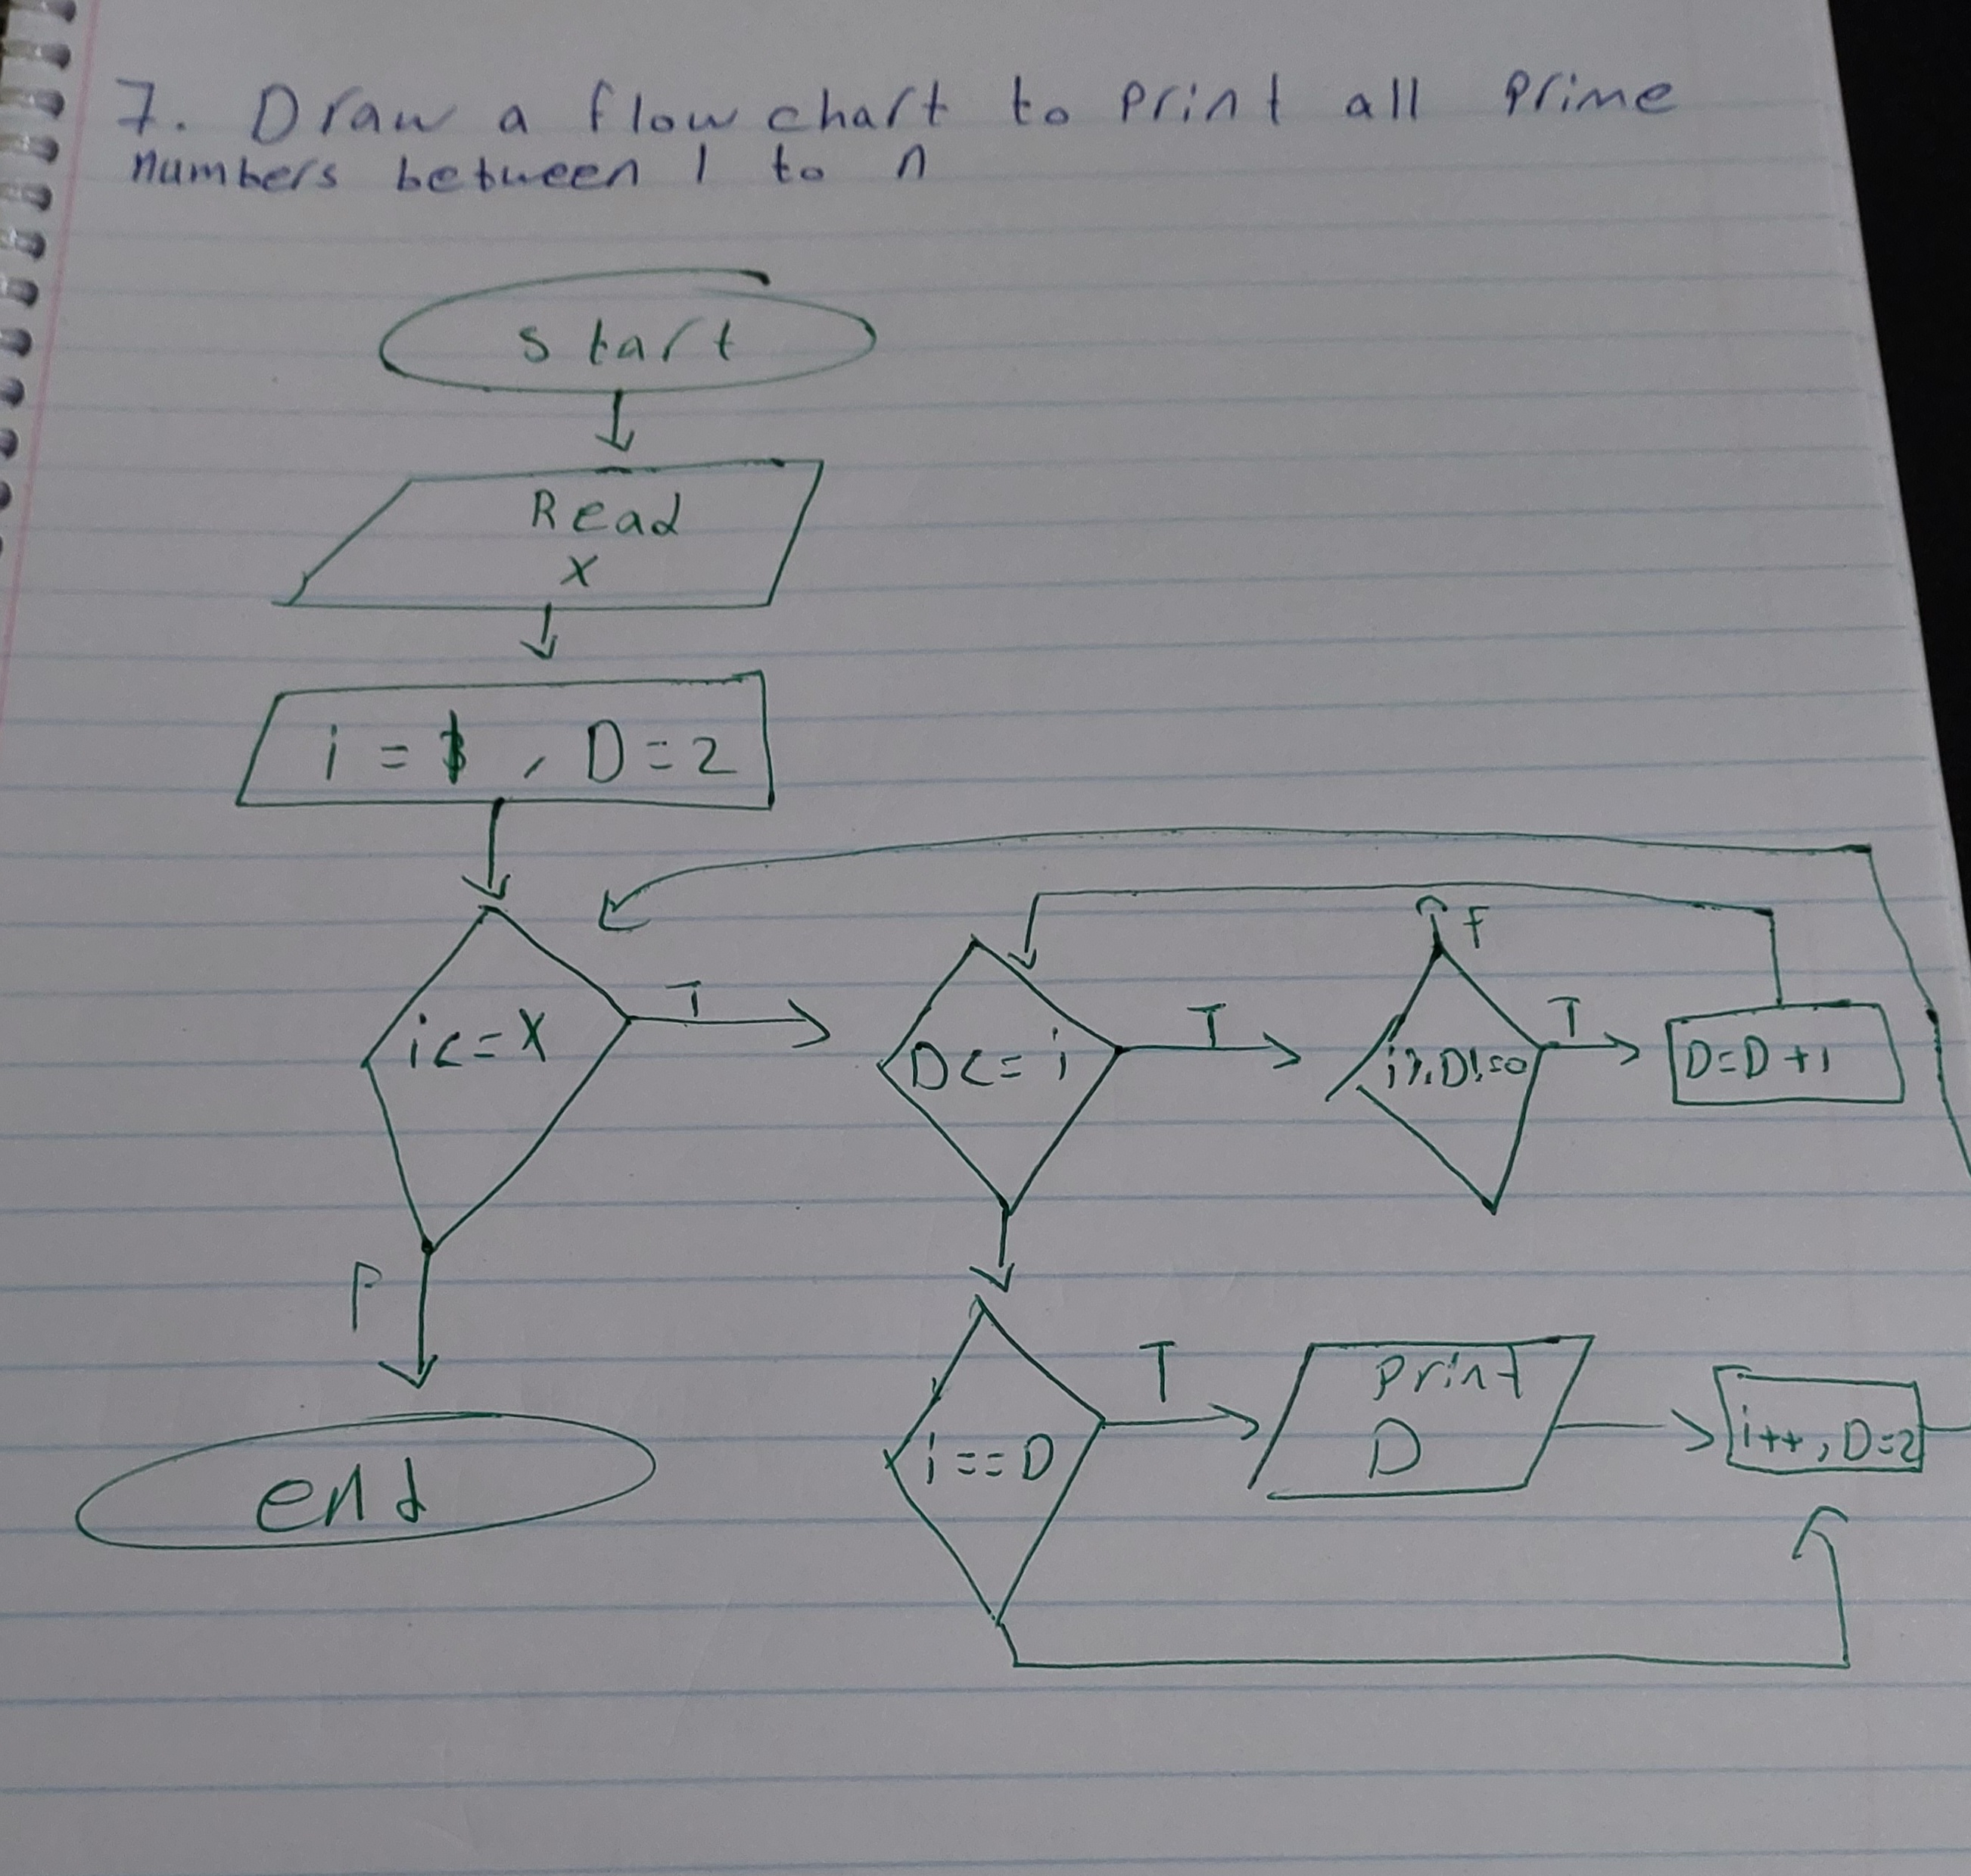 7. Draw a flow chart to print all prime
numbers between 1 to n
start
Read
x
i = , D=2
i<=X
T
D<=i
T
i%D!=0
F
T
D=D+1
F
end
i==D
T
print
D
i++, D=2